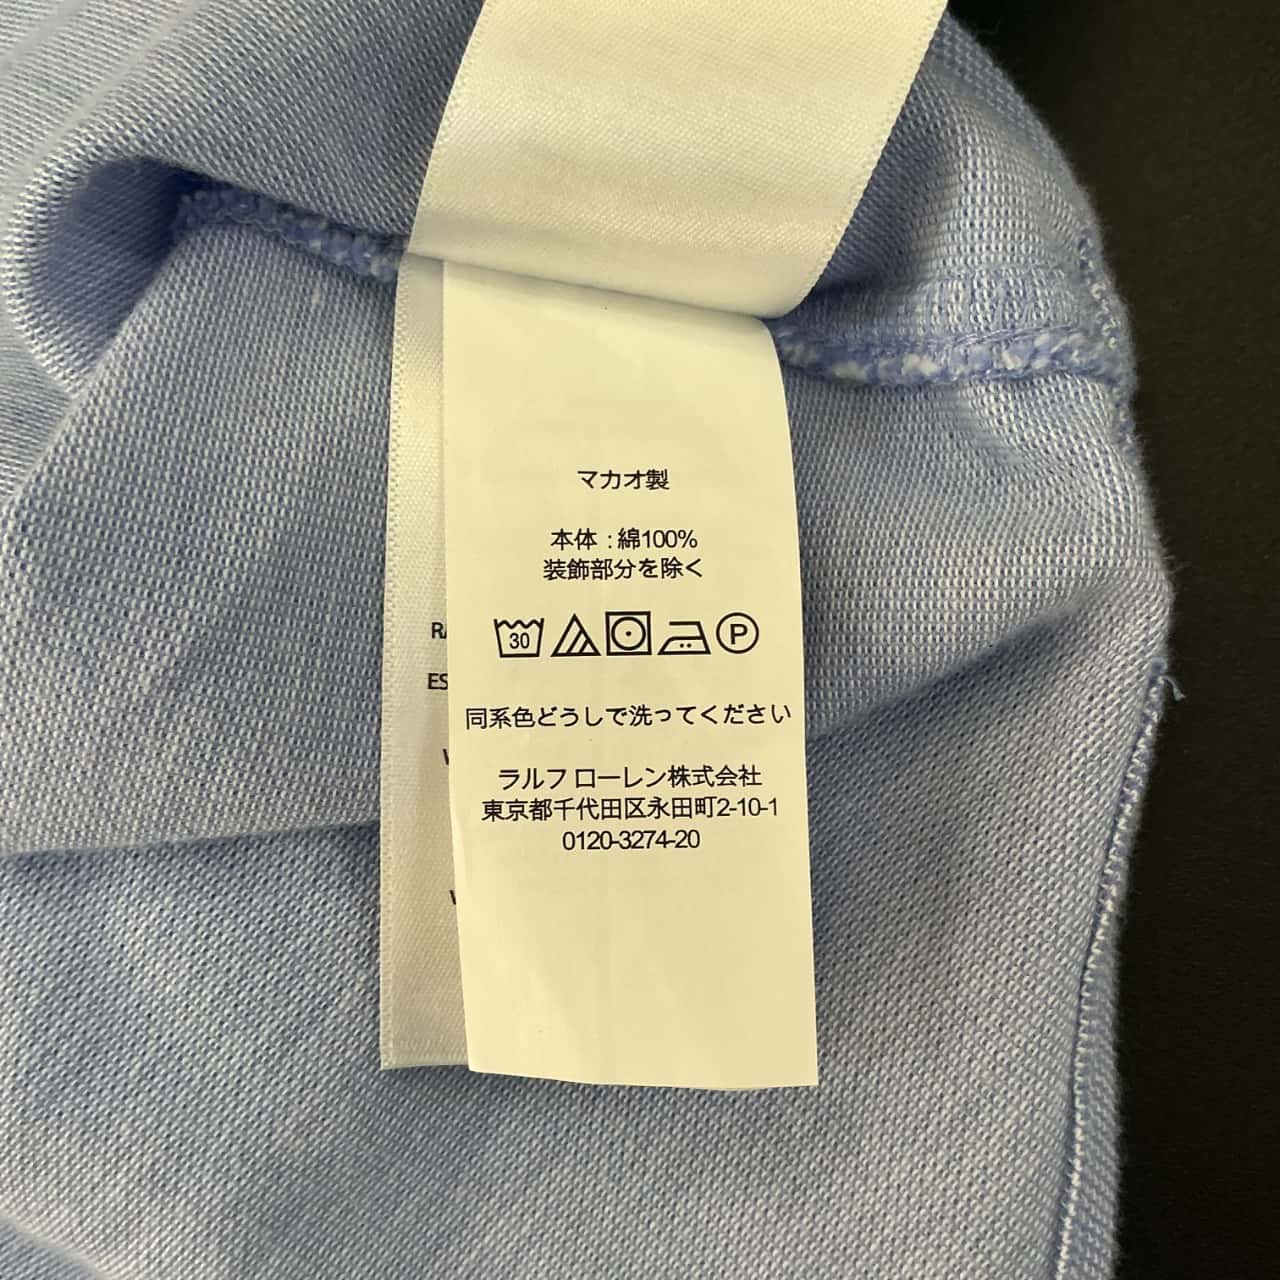 マカオ製
本体 : 綿100%
装飾部分を除く
30 P
同系色どうしで洗ってください
ラルフ ローレン株式会社
東京都千代田区永田町2-10-1
0120-3274-20